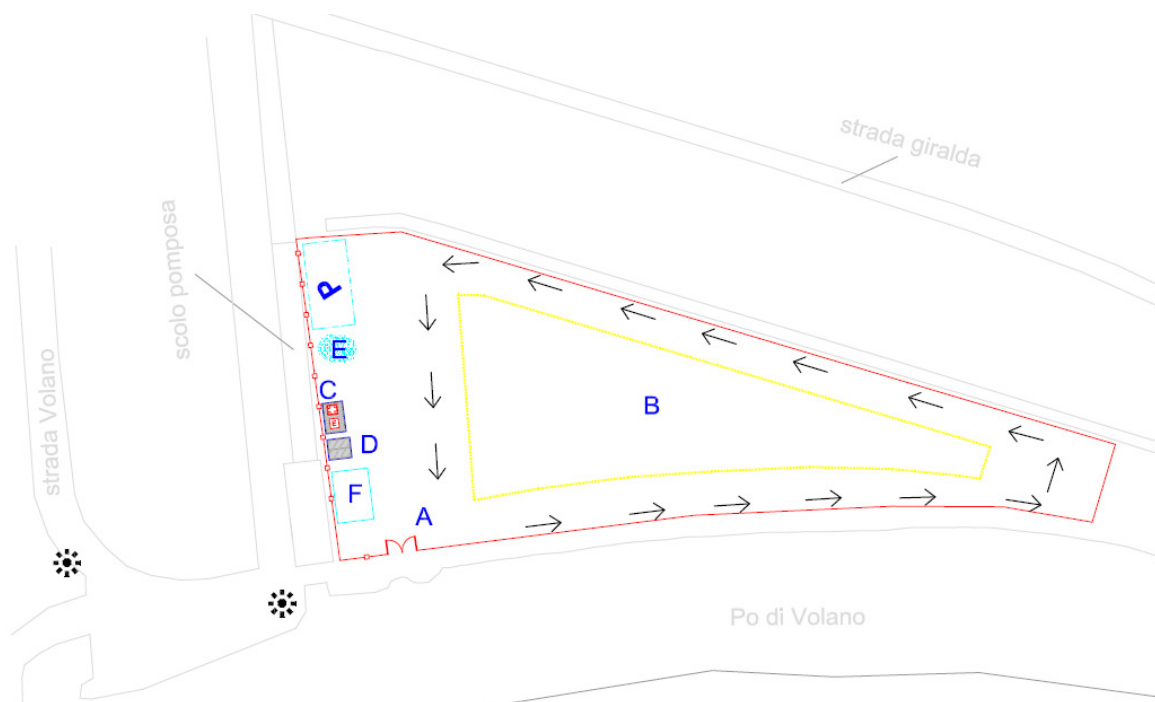 strada giralda
scolo pomposa
P
E
C
E
B
D
strada Volano
F
A
Po di Volano